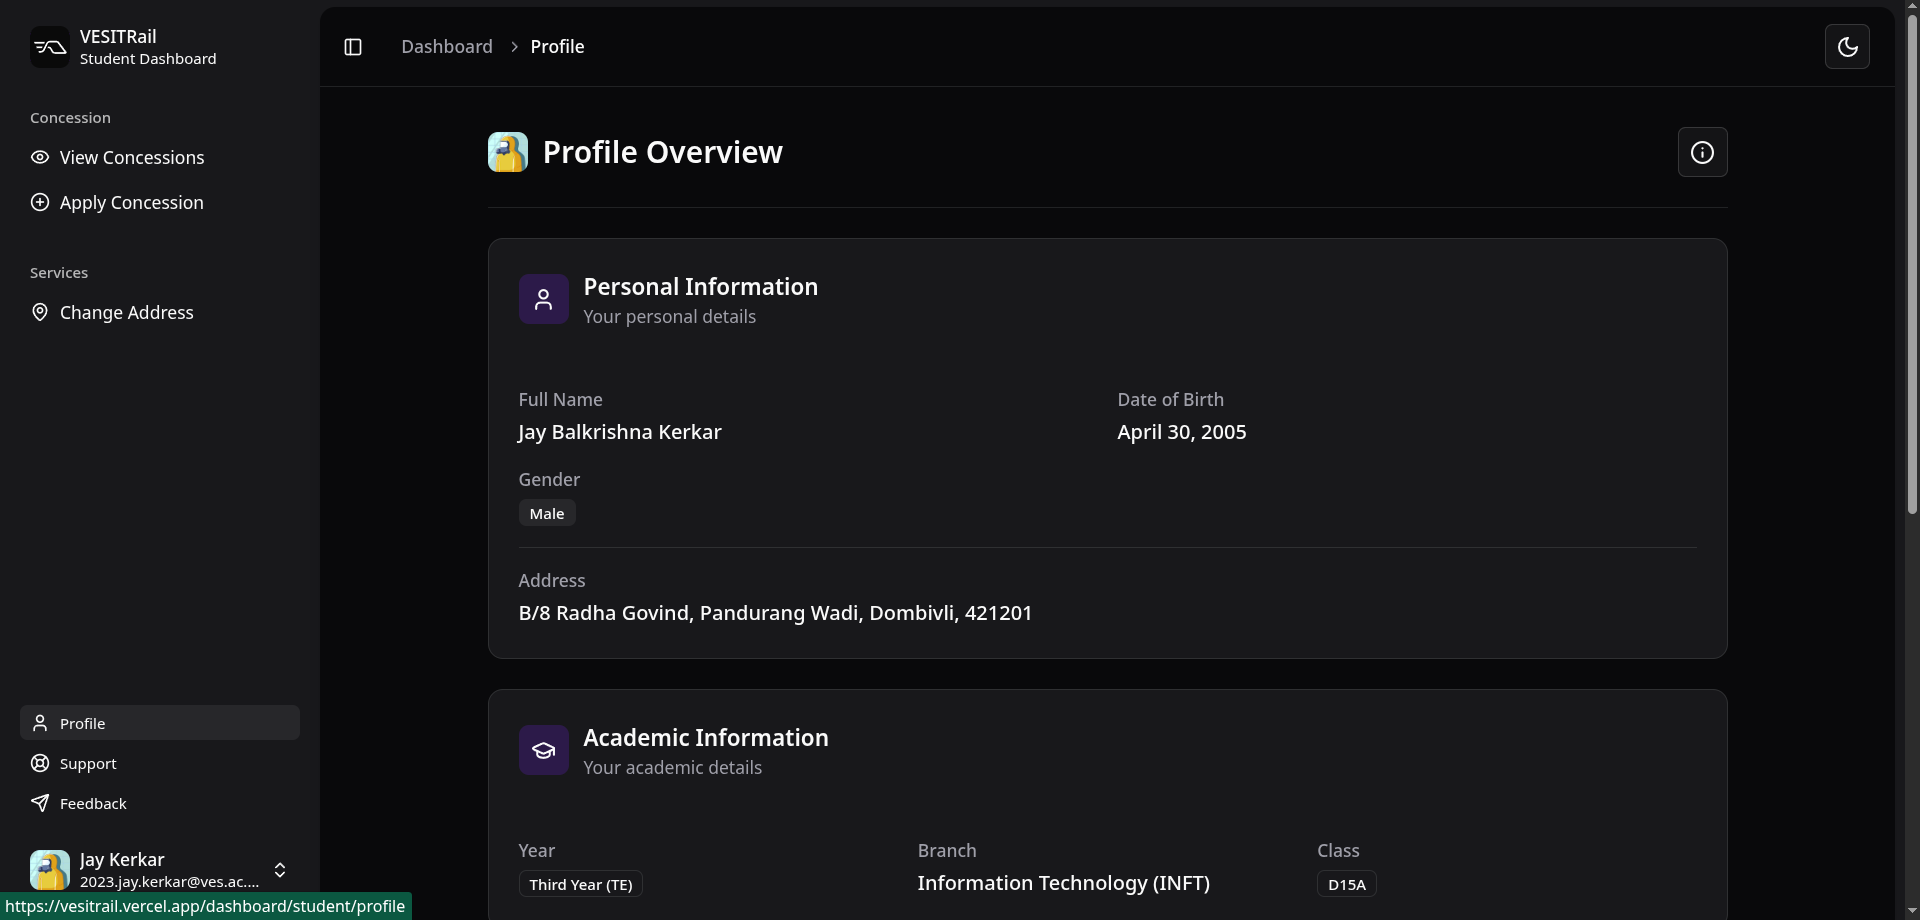 VESITRail
Student Dashboard
Concession
View Concessions
Apply Concession
Services
Change Address
Profile
Support
Feedback
Jay Kerkar
2023.jay.kerkar@ves.ac....
https://vesitrail.vercel.app/dashboard/student/profile
Dashboard > Profile
Profile Overview
Personal Information
Your personal details
Full Name
Jay Balkrishna Kerkar
Date of Birth
April 30, 2005
Gender
Male
Address
B/8 Radha Govind, Pandurang Wadi, Dombivli, 421201
Academic Information
Your academic details
Year
Third Year (TE)
Branch
Information Technology (INFT)
Class
D15A